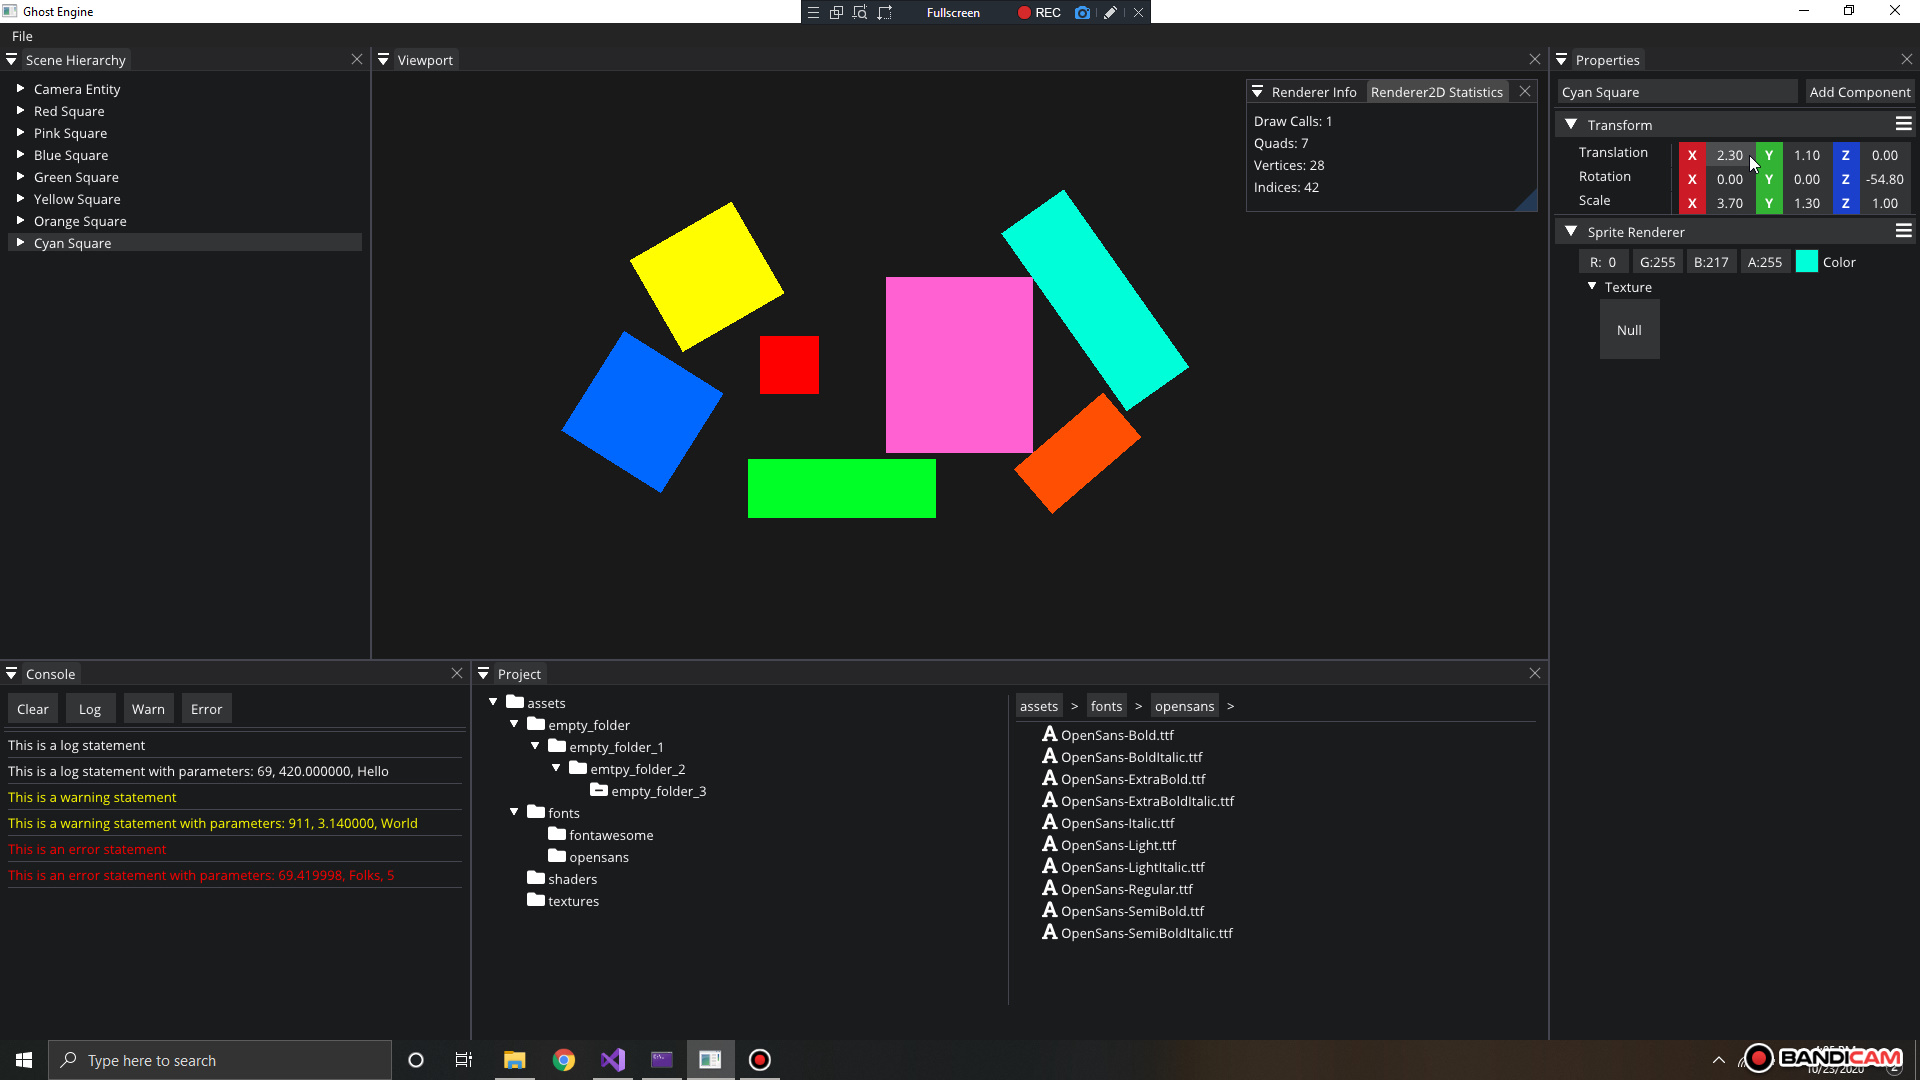 Ghost Engine
Fullscreen
REC
File
Scene Hierarchy
Camera Entity
Red Square
Pink Square
Blue Square
Green Square
Yellow Square
Orange Square
Cyan Square
Viewport
Renderer Info Renderer2D Statistics
Draw Calls: 1
Quads: 7
Vertices: 28
Indices: 42
Properties
Cyan Square Add Component
Transform
Translation X 2.30 Y 1.10 Z 0.00
Rotation X 0.00 Y 0.00 Z -54.80
Scale X 3.70 Y 1.30 Z 1.00
Sprite Renderer
R: 0 G:255 B:217 A:255 Color
Texture
Null
Console
Clear Log Warn Error
This is a log statement
This is a log statement with parameters: 69, 420.000000, Hello
This is a warning statement
This is a warning statement with parameters: 911, 3.140000, World
This is an error statement
This is an error statement with parameters: 69.419998, Folks, 5
Project
assets
empty_folder
empty_folder_1
emtpy_folder_2
empty_folder_3
fonts
fontawesome
opensans
shaders
textures
assets > fonts > opensans >
A OpenSans-Bold.ttf
A OpenSans-BoldItalic.ttf
A OpenSans-ExtraBold.ttf
A OpenSans-ExtraBoldItalic.ttf
A OpenSans-Italic.ttf
A OpenSans-Light.ttf
A OpenSans-LightItalic.ttf
A OpenSans-Regular.ttf
A OpenSans-SemiBold.ttf
A OpenSans-SemiBoldItalic.ttf
Type here to search
BANDICAM
10/23/2020